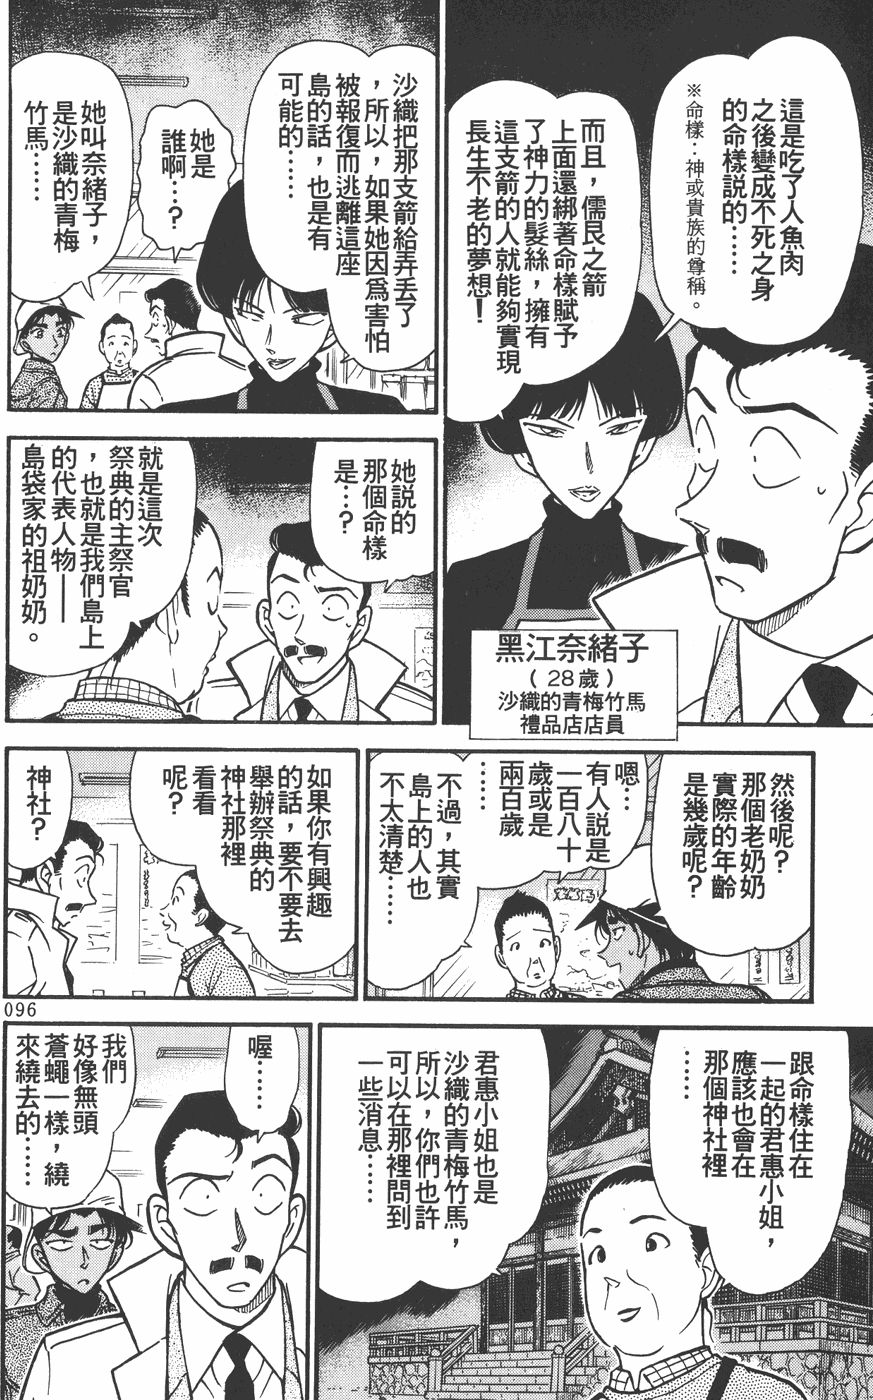 這是吃了人魚肉
之後變成不死之身
的命樣説的……
※命樣：神或貴族的尊稱。
而且，儒艮之箭
上面還綁著命樣賦予
了神力的髮絲，擁有
這支箭的人就能夠實現
長生不老的夢想！
黑江奈緒子
（28歲）
沙織的青梅竹馬
禮品店店員
沙織把那支箭給弄丟了
，所以，如果她因爲害怕
被報復而逃離這座
島的話，也是有
可能的……
她是
誰啊…？
她叫奈緒子，
是沙織的青梅
竹馬……
她説的
那個命樣
是…？
就是這次
祭典的主祭官
，也就是我們島上
的代表人物——
島袋家的祖奶奶。
然後呢？
那個老奶奶
實際的年齡
是幾歲呢？
嗯…
有人説是
一百八十
歲或是
兩百歲
……
不過，其實
島上的人也
不太清楚……
如果你有興趣
的話，要不要去
舉辦祭典的
神社那裡
看看
呢？
神社？
096
跟命樣住在
一起的君惠小姐，
應該也會在
那個神社裡
……
君惠小姐也是
沙織的青梅竹馬，
所以，你們也許
可以在那裡問到
一些消息……
喔……
我們
好像無頭
蒼蠅一樣，繞
來繞去的……